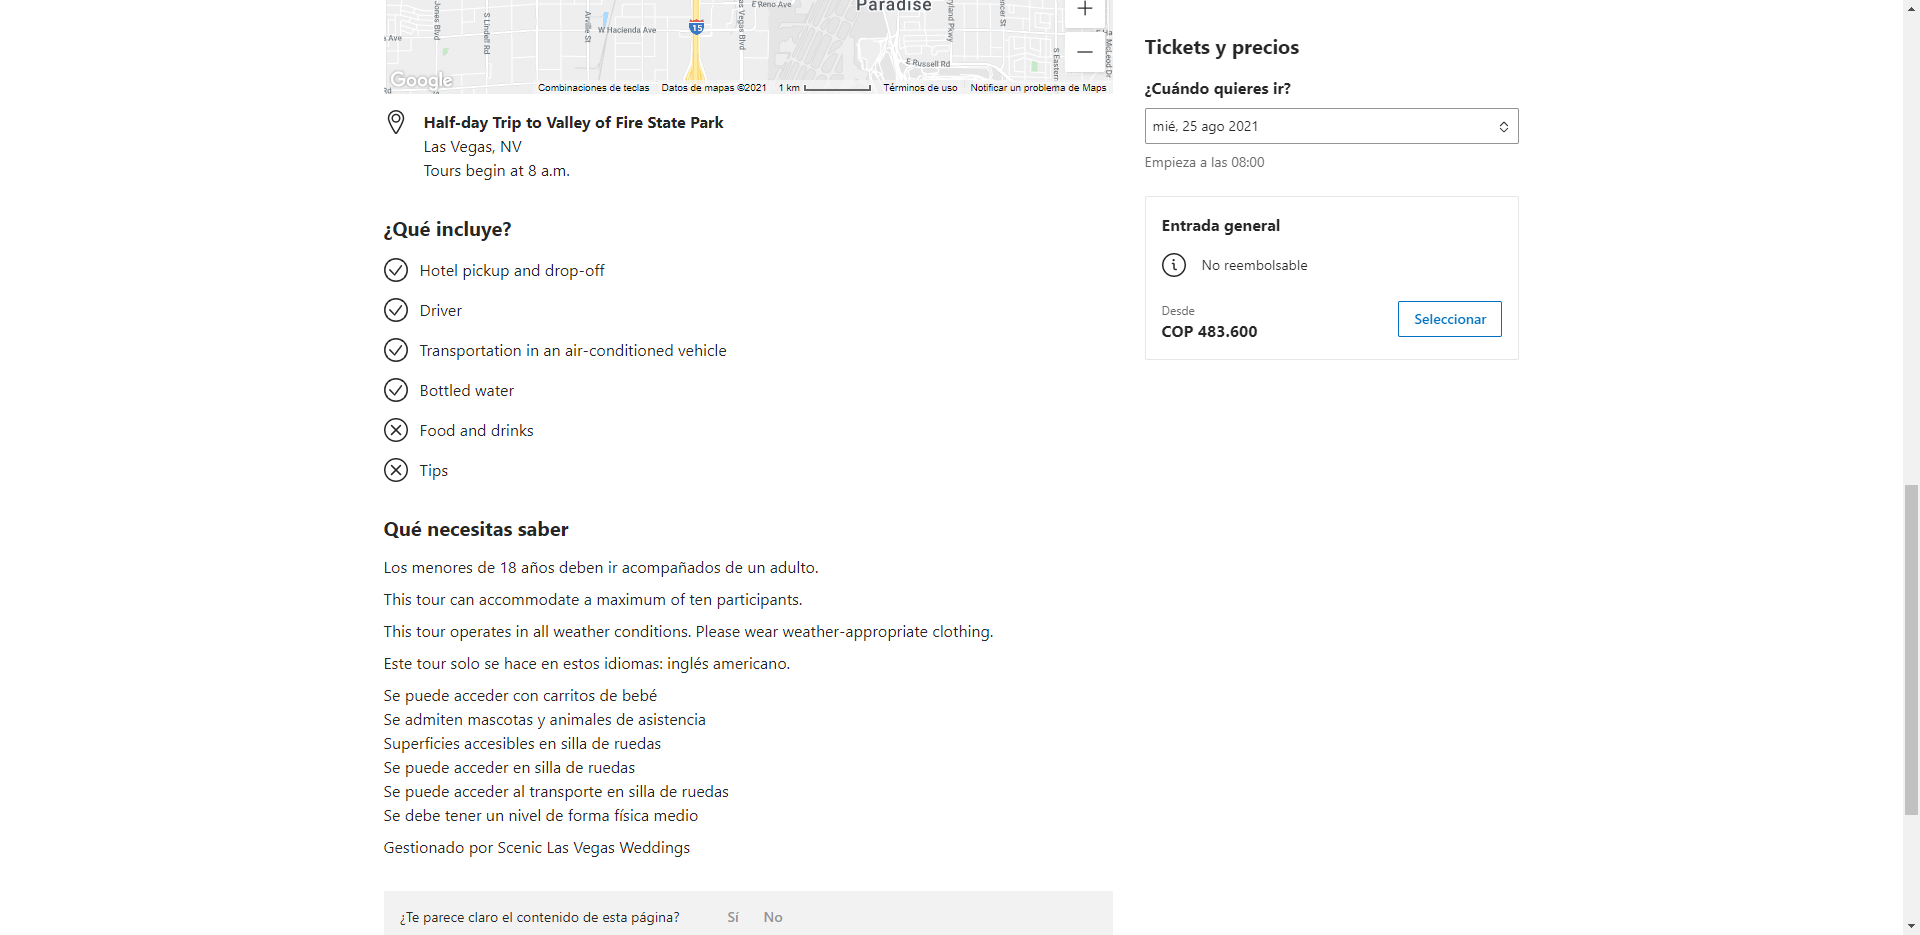 Paradise
E Reno Ave
Jones Blvd
S Lindell Rd
Arville St
W Hacienda Ave
15
E Russell Rd
Google
Combinaciones de teclas
Datos de mapas ©2021
1 km
Términos de uso
Notificar un problema de Maps
Half-day Trip to Valley of Fire State Park
Las Vegas, NV
Tours begin at 8 a.m.
¿Qué incluye?
Hotel pickup and drop-off
Driver
Transportation in an air-conditioned vehicle
Bottled water
Food and drinks
Tips
Qué necesitas saber
Los menores de 18 años deben ir acompañados de un adulto.
This tour can accommodate a maximum of ten participants.
This tour operates in all weather conditions. Please wear weather-appropriate clothing.
Este tour solo se hace en estos idiomas: inglés americano.
Se puede acceder con carritos de bebé
Se admiten mascotas y animales de asistencia
Superficies accesibles en silla de ruedas
Se puede acceder en silla de ruedas
Se puede acceder al transporte en silla de ruedas
Se debe tener un nivel de forma física medio
Gestionado por Scenic Las Vegas Weddings
¿Te parece claro el contenido de esta página?
Sí
No
Tickets y precios
¿Cuándo quieres ir?
mié, 25 ago 2021
Empieza a las 08:00
Entrada general
No reembolsable
Desde
COP 483.600
Seleccionar